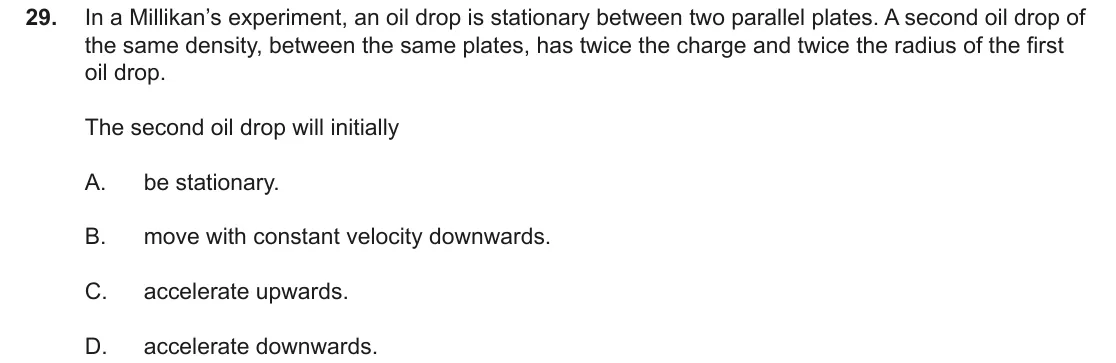 29. In a Millikan’s experiment, an oil drop is stationary between two parallel plates. A second oil drop of
the same density, between the same plates, has twice the charge and twice the radius of the first
oil drop.
The second oil drop will initially
A. be stationary.
B. move with constant velocity downwards.
C. accelerate upwards.
D. accelerate downwards.